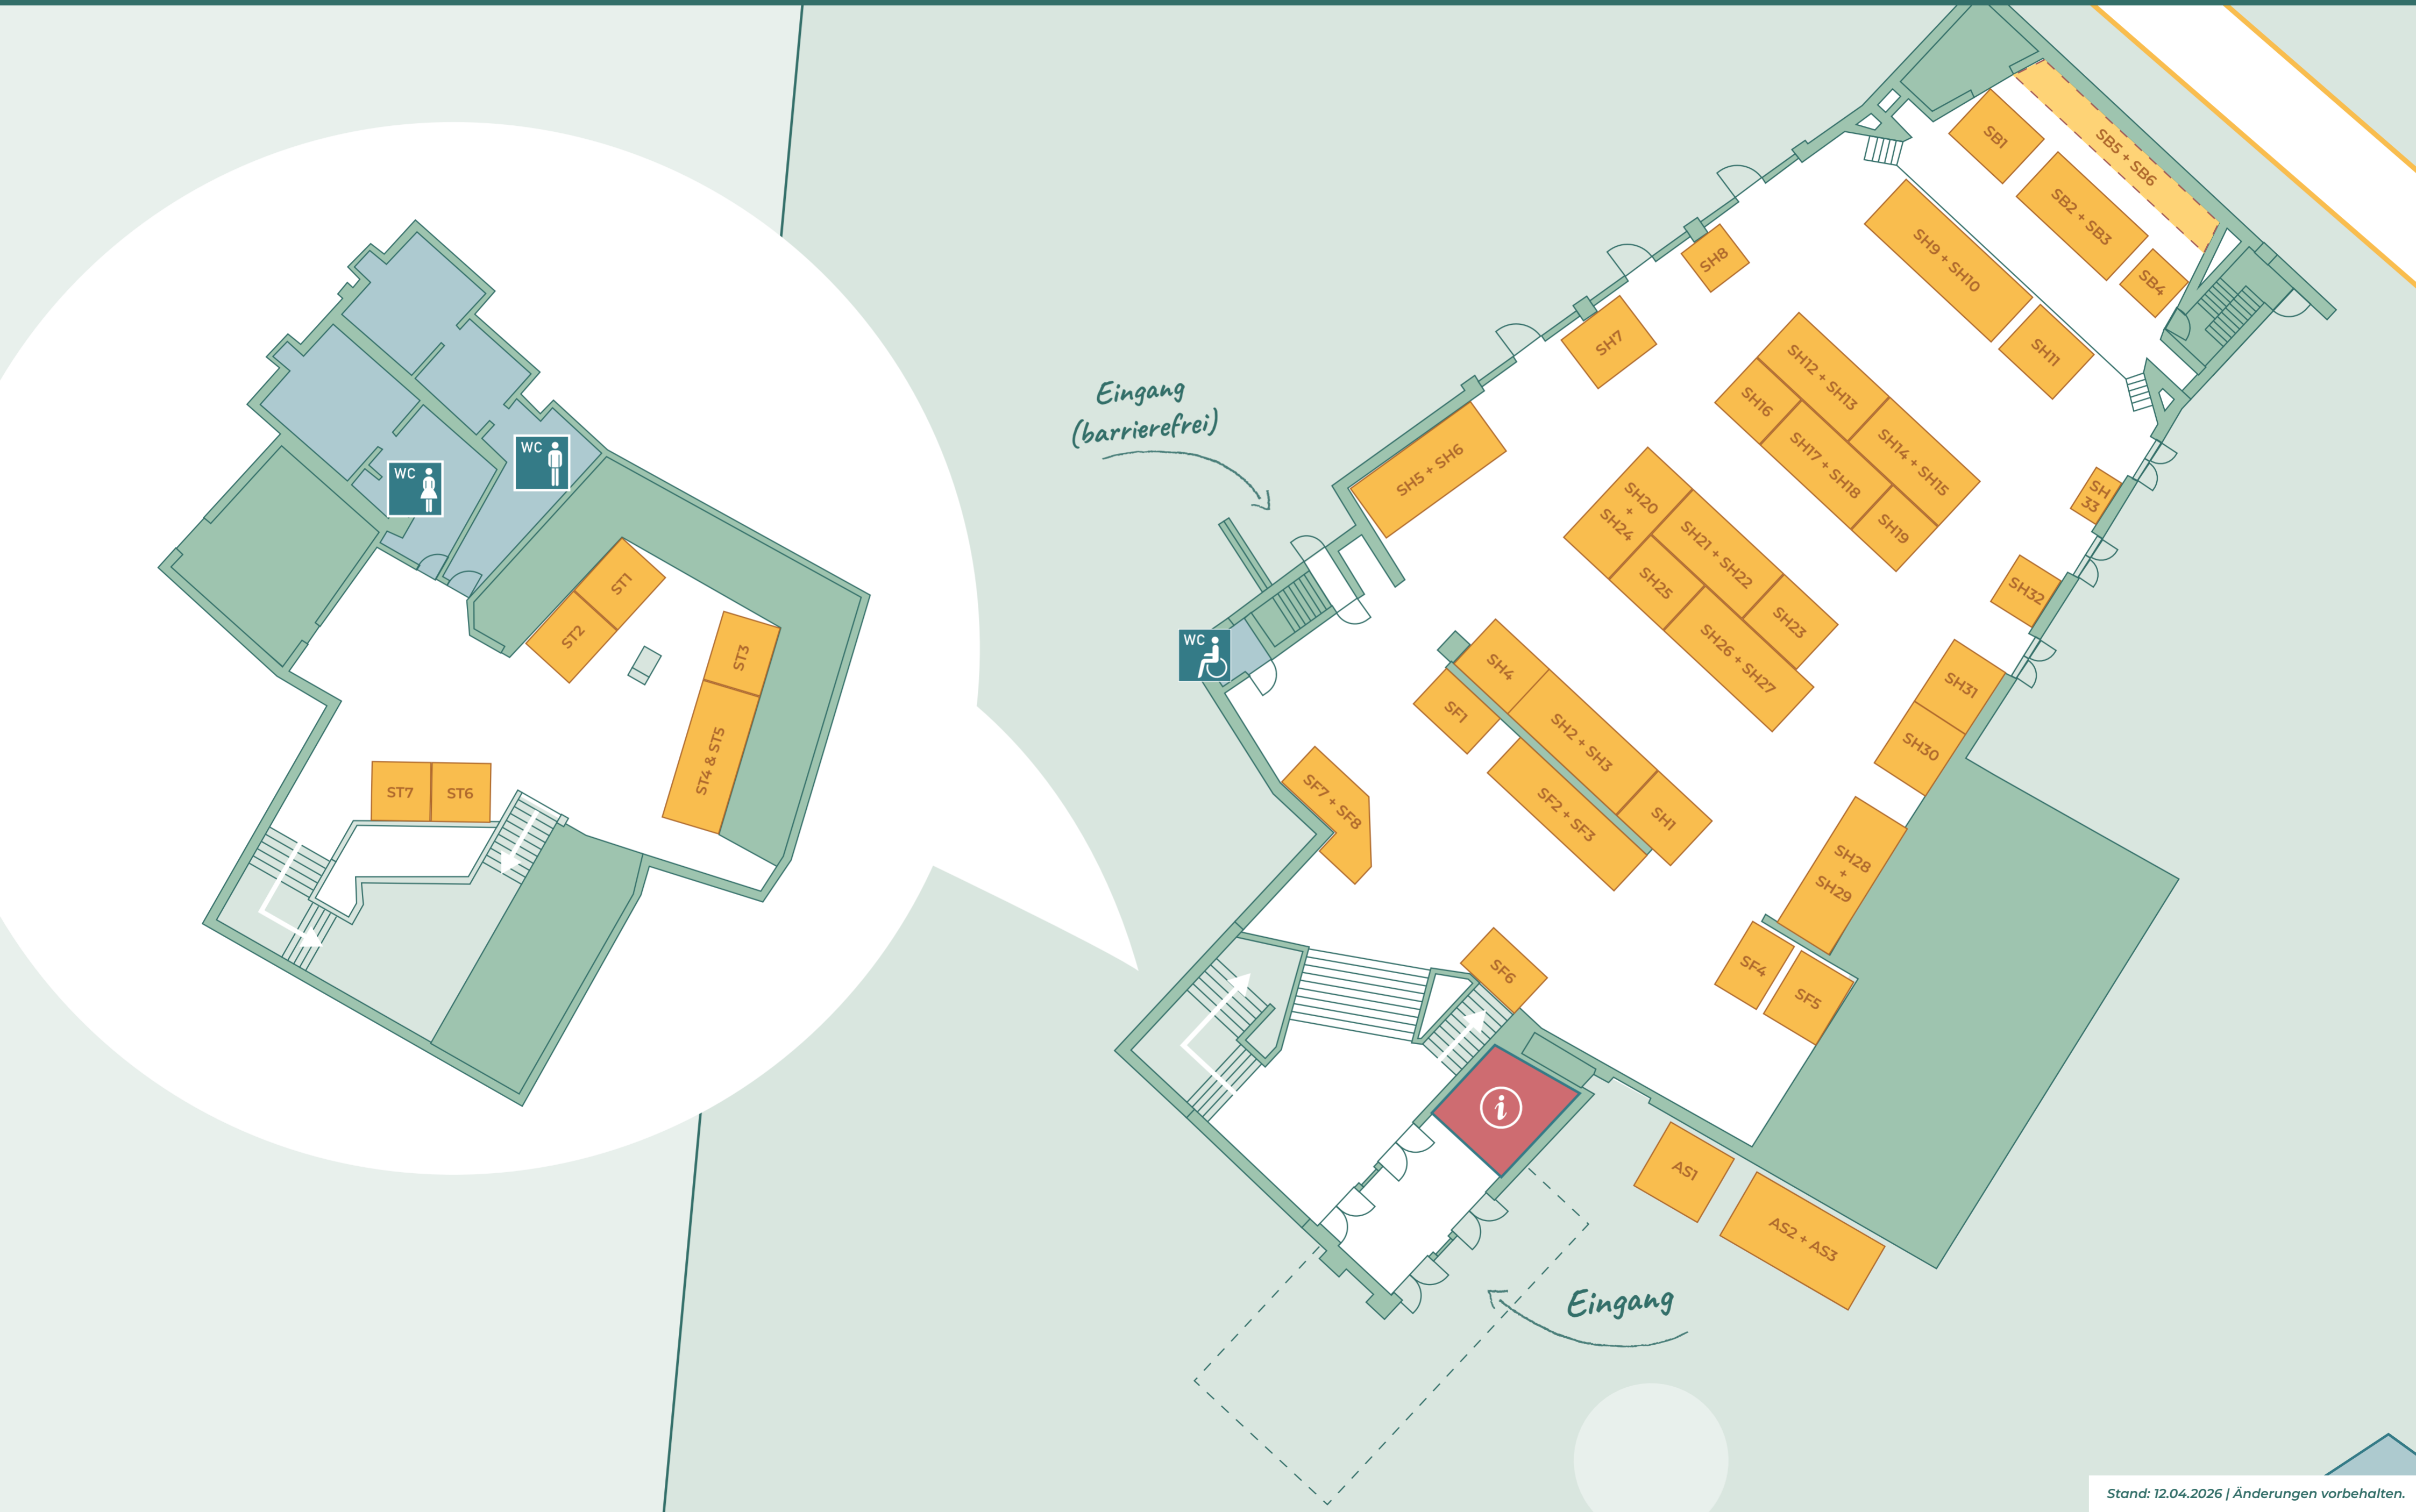 WC
WC
ST1
ST2
ST3
ST4 & ST5
ST7
ST6
Eingang
(barrierefrei)
WC
SB1
SB5 + SB6
SB2 + SB3
SB4
SH8
SH9 + SH10
SH7
SH11
SH12 + SH13
SH16
SH14 + SH15
SH17 + SH18
SH19
SH5 + SH6
SH20
+
SH24
SH21 + SH22
SH25
SH23
SH26 + SH27
SH
33
SH32
SH31
SH30
SH4
SF1
SH2 + SH3
SH1
SF2 + SF3
SF7 + SF8
SH28
+
SH29
SF6
SF4
SF5
i
AS1
AS2 + AS3
Eingang
Stand: 12.04.2026 | Änderungen vorbehalten.